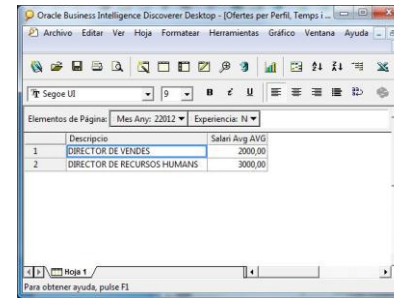 Oracle Business Intelligence Discoverer Desktop - [Ofertes per Perfil, Temps i ...
Archivo Editar Ver Hoja Formatear Herramientas Gráfico Ventana Ayuda
Segoe UI 9 B U
Elementos de Página: Mes Any: 22012 Experiencia: N
Descripcio Salari Avg AVG
1 DIRECTOR DE VENDES 2000,00
2 DIRECTOR DE RECURSOS HUMANS 3000,00
Hoja 1
Para obtener ayuda, pulse F1